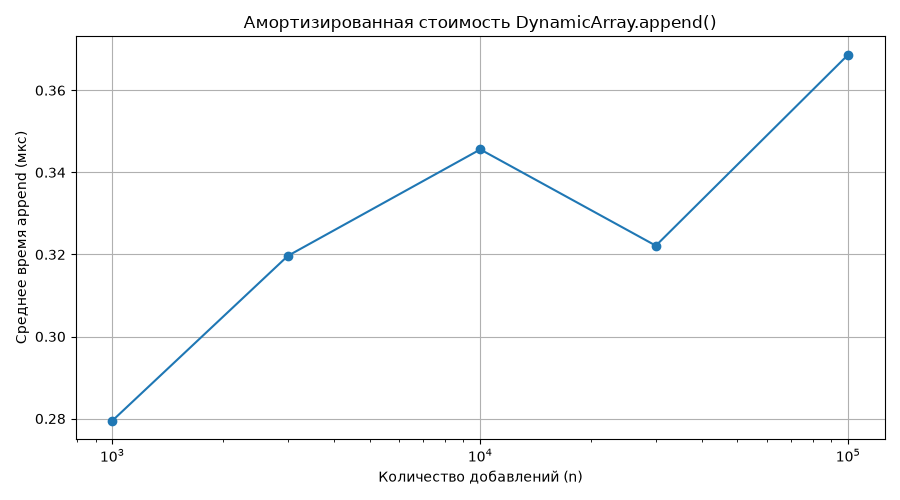 Амортизированная стоимость DynamicArray.append()
Среднее время append (мкс)
0.36
0.34
0.32
0.30
0.28
10³ 10⁴ 10⁵
Количество добавлений (n)